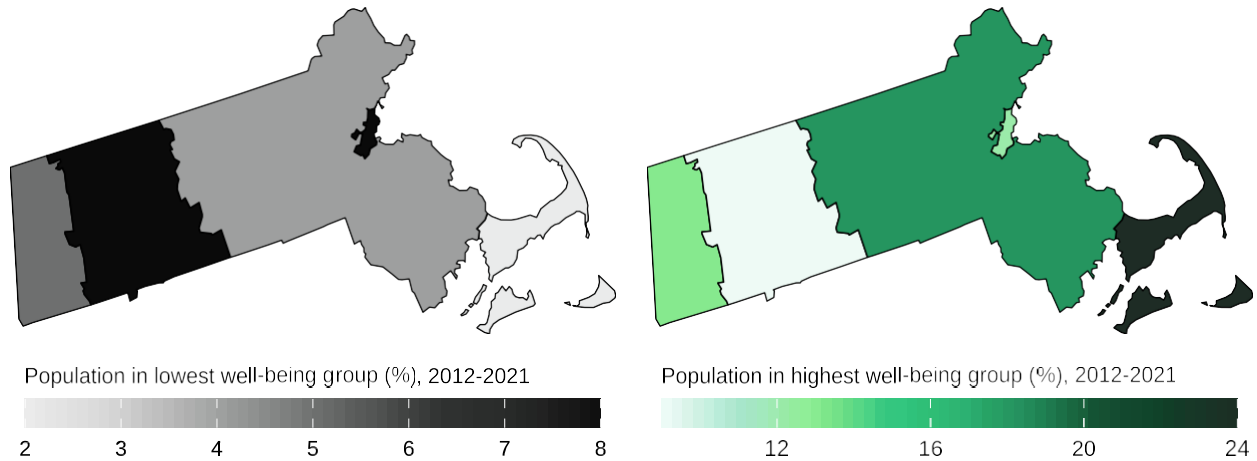 Population in lowest well-being group (%), 2012-2021
2 3 4 5 6 7 8
Population in highest well-being group (%), 2012-2021
12 16 20 24